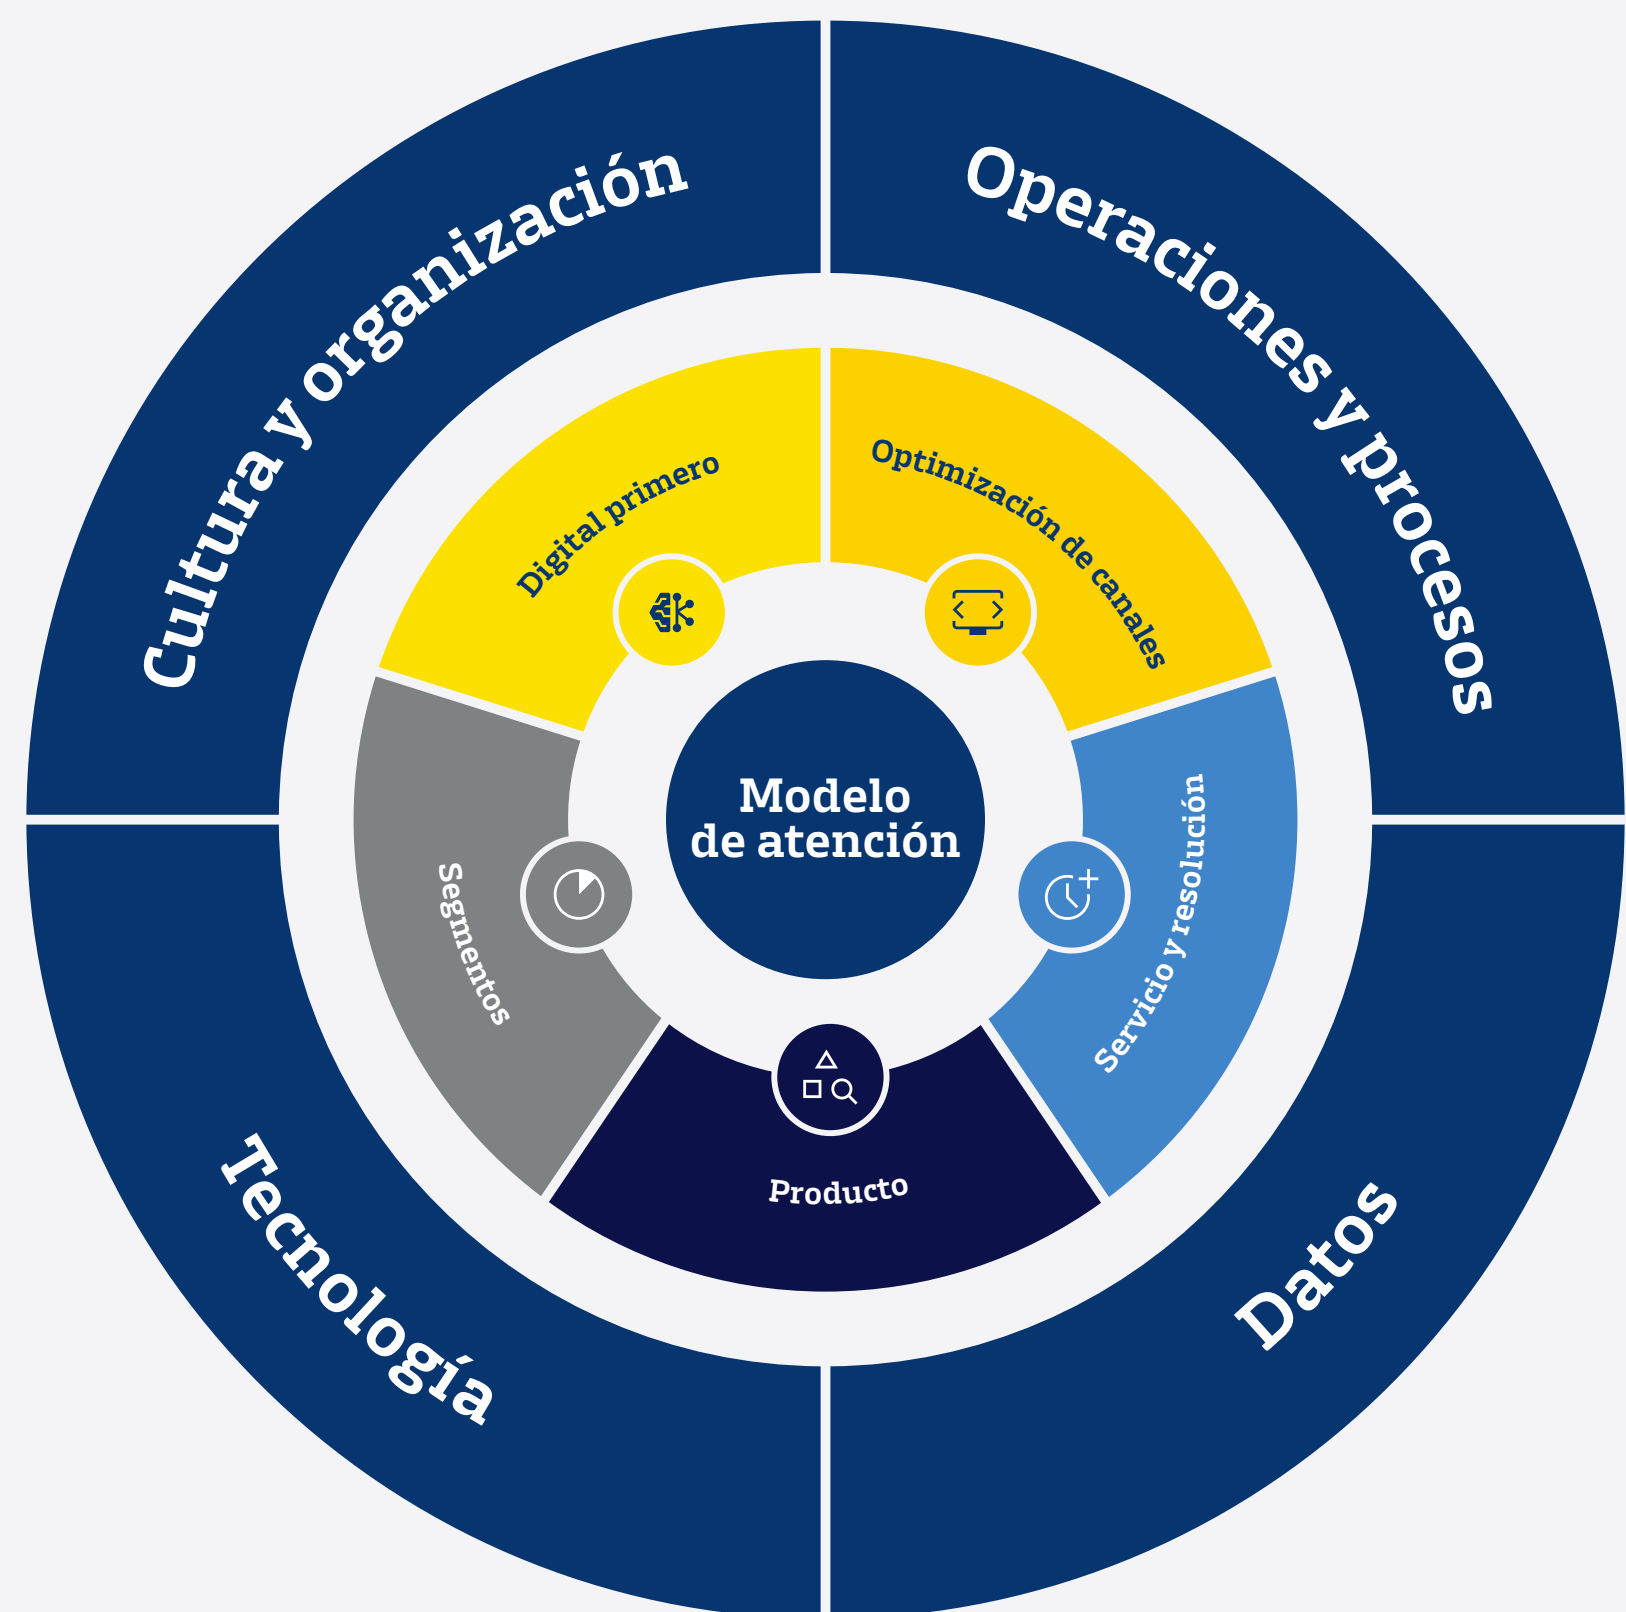 Cultura y organización
Operaciones y procesos
Digital primero
Optimización de canales
Modelo
de atención
Segmentos
Servicio y resolución
Producto
Tecnología
Datos